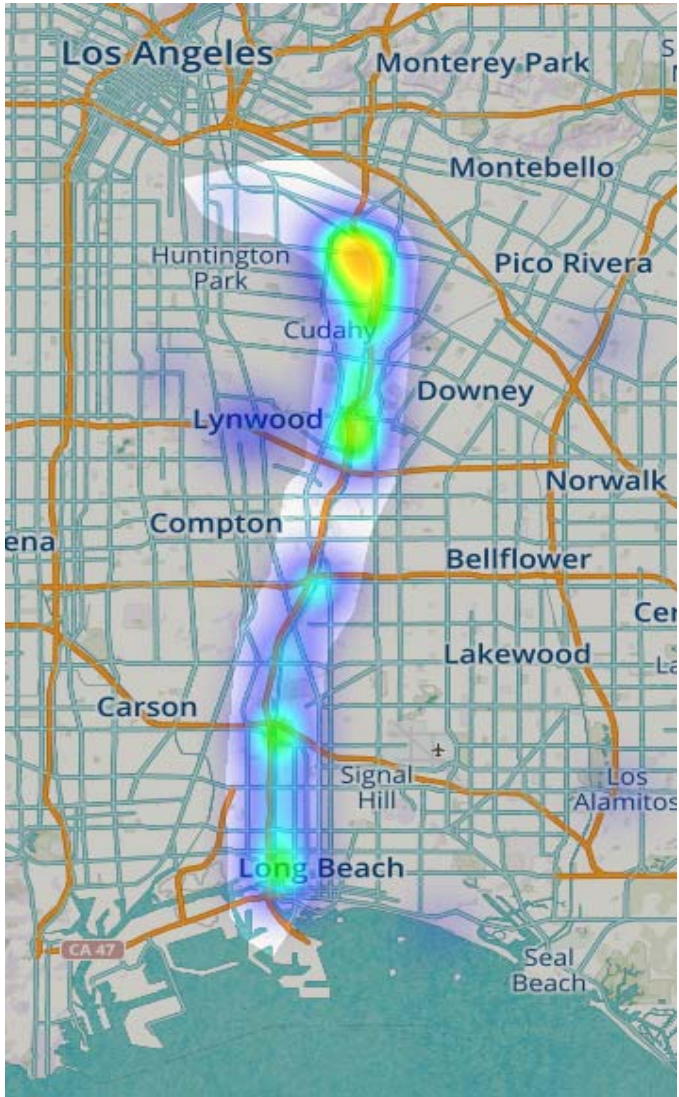 Los Angeles
Monterey Park
Montebello
Huntington
Park
Pico Rivera
Cudahy
Downey
Lynwood
Norwalk
Compton
ena
Bellflower
Cer
Lakewood
La
Carson
Signal
Hill
Los
Alamitos
Long Beach
CA 47
Seal
Beach